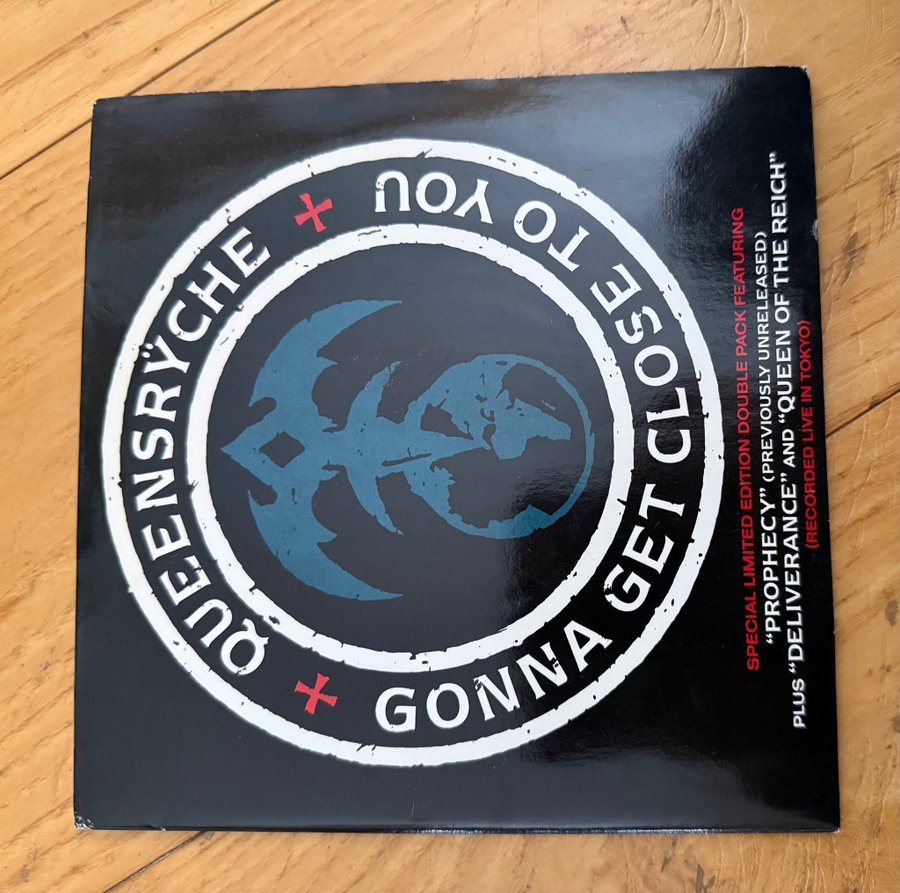 QUEENSRŸCHE
GONNA GET CLOSE TO YOU
SPECIAL LIMITED EDITION DOUBLE PACK FEATURING
“PROPHECY” (PREVIOUSLY UNRELEASED)
PLUS “DELIVERANCE” AND “QUEEN OF THE REICH”
(RECORDED LIVE IN TOKYO)